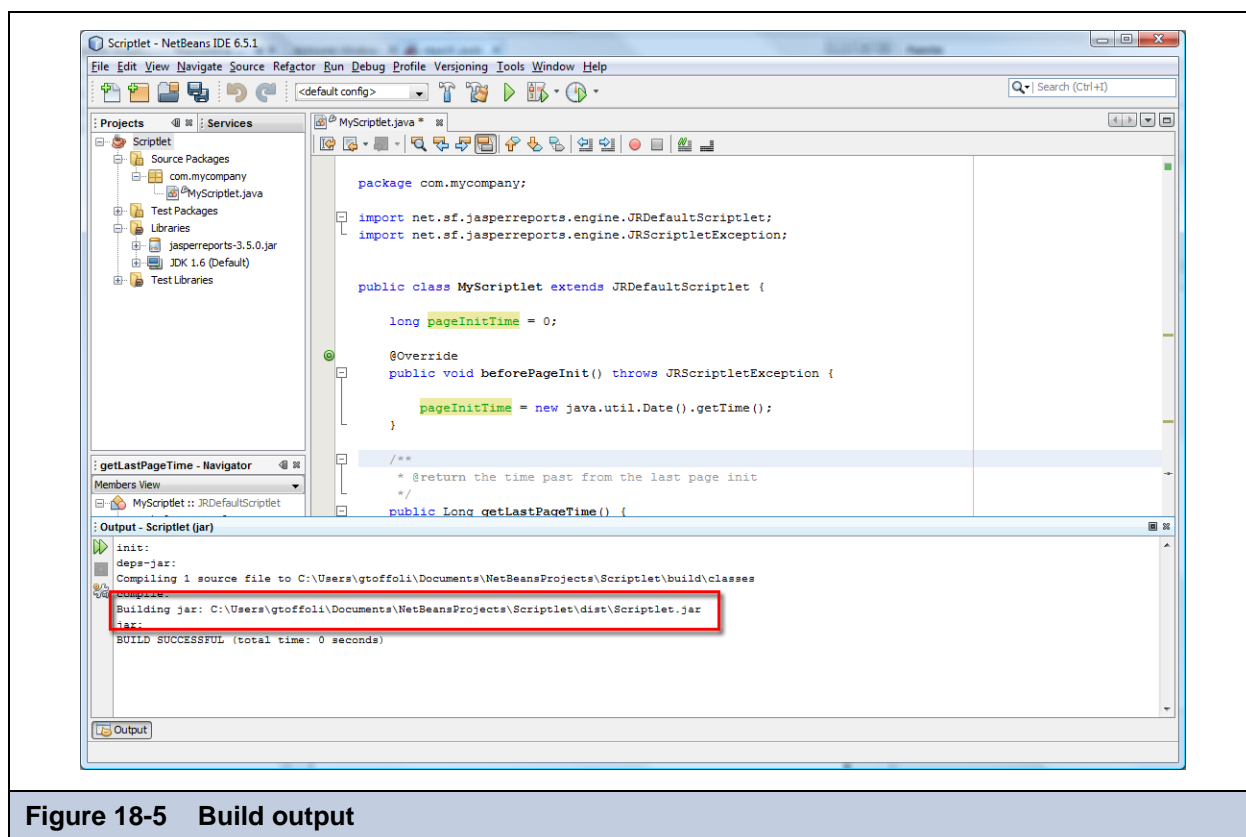 Scriptlet - NetBeans IDE 6.5.1
File Edit View Navigate Source Refactor Run Debug Profile Versioning Tools Window Help
<default config>
Search (Ctrl+I)
Projects Services
MyScriptlet.java *
Scriptlet
Source Packages
com.mycompany
MyScriptlet.java
Test Packages
Libraries
jasperreports-3.5.0.jar
JDK 1.6 (Default)
Test Libraries
package com.mycompany;
import net.sf.jasperreports.engine.JRDefaultScriptlet;
import net.sf.jasperreports.engine.JRScriptletException;
public class MyScriptlet extends JRDefaultScriptlet {
long pageInitTime = 0;
@Override
public void beforePageInit() throws JRScriptletException {
pageInitTime = new java.util.Date().getTime();
}
/**
* @return the time past from the last page init
*/
public Long getLastPageTime() {
getLastPageTime - Navigator
Members View
MyScriptlet :: JRDefaultScriptlet
Output - Scriptlet (jar)
init:
deps-jar:
Compiling 1 source file to C:\Users\gtoffoli\Documents\NetBeansProjects\Scriptlet\build\classes
compile:
Building jar: C:\Users\gtoffoli\Documents\NetBeansProjects\Scriptlet\dist\Scriptlet.jar
jar:
BUILD SUCCESSFUL (total time: 0 seconds)
Output
Figure 18-5 Build output